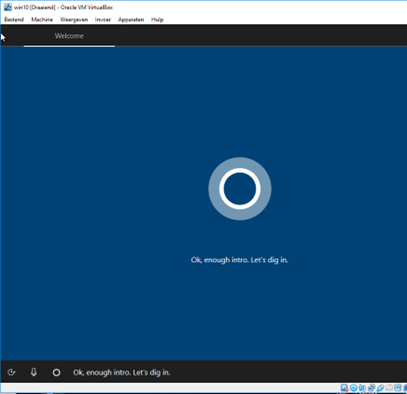 win10 [Draaiend] - Oracle VM VirtualBox
Bestand Machine Weergeven Invoer Apparaten Hulp
Welcome
Ok, enough intro. Let's dig in.
Ok, enough intro. Let's dig in.